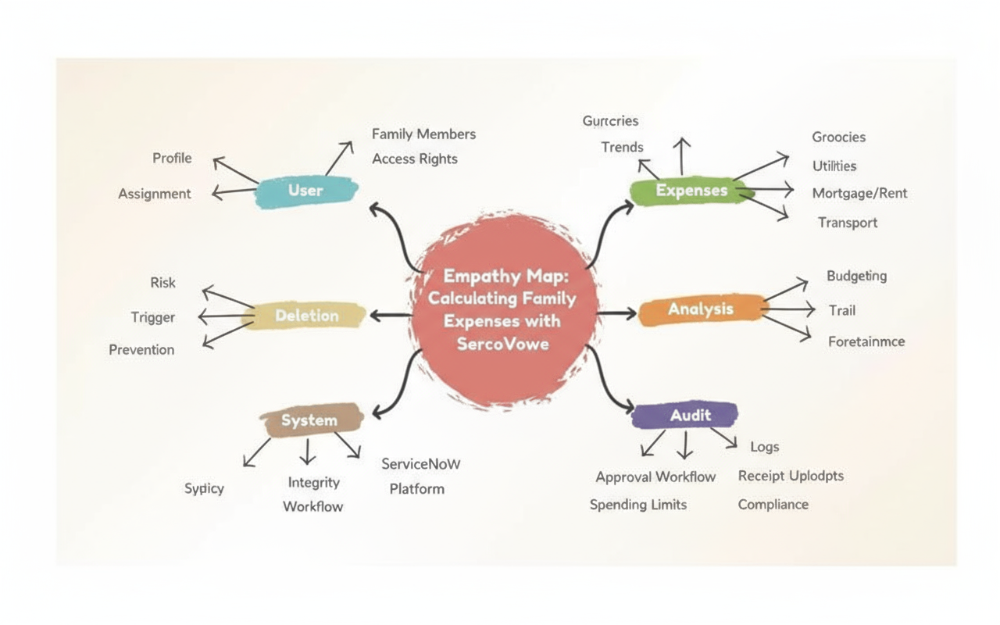 Empathy Map:
Calculating Family
Expenses with
SercoVowe
User
Profile
Assignment
Family Members
Access Rights
Expenses
Trends
Groocies
Utilities
Mortgage/Rent
Transport
Deletion
Risk
Trigger
Prevention
Analysis
Budgeting
Trail
Foretainmce
System
Integrity
Workflow
ServiceNoW
Platform
Audit
Logs
Approval Workflow
Receipt Uplodpts
Spending Limits
Compliance